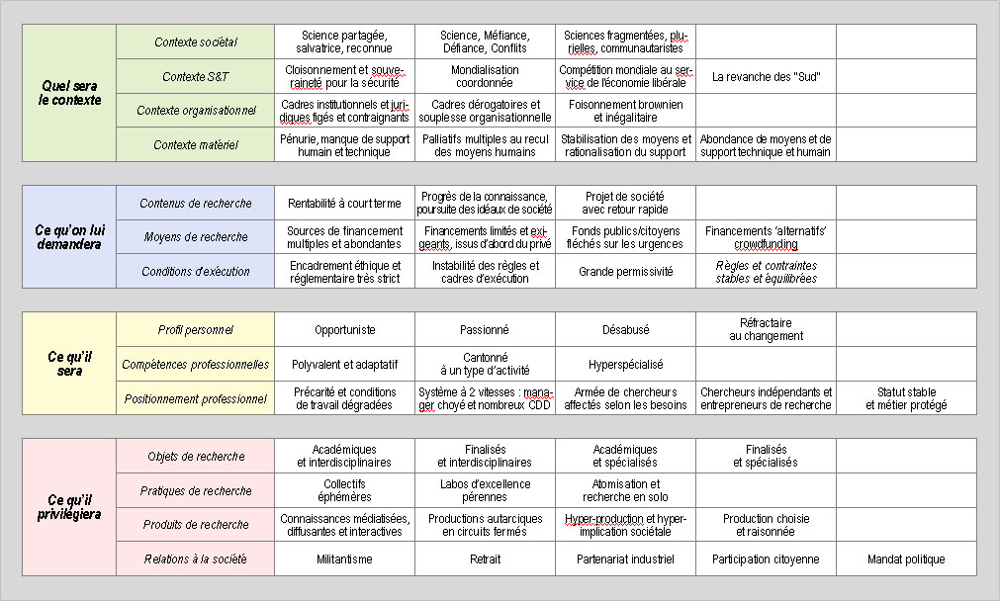 Quel sera
le contexte
Contexte sociétal
Science partagée,
salvatrice, reconnue
Science, Méfiance,
Défiance, Conflits
Sciences fragmentées, plu-
rielles, communautaristes
Contexte S&T
Cloisonnement et souve-
raineté pour la sécurité
Mondialisation
coordonnée
Compétition mondiale au ser-
vice de l'économie libérale
La revanche des "Sud"
Contexte organisationnel
Cadres institutionnels et juri-
diques figés et contraignants
Cadres dérogatoires et
souplesse organisationnelle
Foisonnement brownien
et inégalitaire
Contexte matériel
Pénurie, manque de support
humain et technique
Palliatifs multiples au recul
des moyens humains
Stabilisation des moyens et
rationalisation du support
Abondance de moyens et de
support technique et humain
Ce qu'on lui
demandera
Contenus de recherche
Rentabilité à court terme
Progrès de la connaissance,
poursuite des idéaux de société
Projet de société
avec retour rapide
Moyens de recherche
Sources de financement
multiples et abondantes
Financements limités et exi-
geants, issus d'abord du privé
Fonds publics/citoyens
fléchés sur les urgences
Financements ‘alternatifs’
crowdfunding
Conditions d'exécution
Encadrement éthique et
réglementaire très strict
Instabilité des règles et
cadres d'exécution
Grande permissivité
Règles et contraintes
stables et équilibrées
Ce qu'il
sera
Profil personnel
Opportuniste
Passionné
Désabusé
Réfractaire
au changement
Compétences professionnelles
Polyvalent et adaptatif
Cantonné
à un type d'activité
Hyperspécialisé
Positionnement professionnel
Précarité et conditions
de travail dégradées
Système à 2 vitesses : mana-
ger choyé et nombreux CDD
Armée de chercheurs
affectés selon les besoins
Chercheurs indépendants et
entrepreneurs de recherche
Statut stable
et métier protégé
Ce qu'il
privilégiera
Objets de recherche
Académiques
et interdisciplinaires
Finalisés
et interdisciplinaires
Académiques
et spécialisés
Finalisés
et spécialisés
Pratiques de recherche
Collectifs
éphémères
Labos d'excellence
pérennes
Atomisation et
recherche en solo
Produits de recherche
Connaissances médiatisées,
diffusantes et interactives
Productions autarciques
en circuits fermés
Hyper-production et hyper-
implication sociétale
Production choisie
et raisonnée
Relations à la société
Militantisme
Retrait
Partenariat industriel
Participation citoyenne
Mandat politique